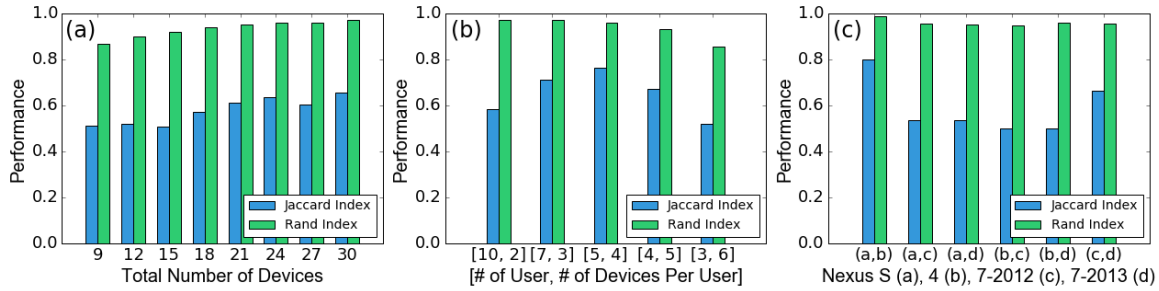 (a)
1.0
0.8
0.6
0.4
0.2
0.0
Performance
Jaccard Index
Rand Index
9 12 15 18 21 24 27 30
Total Number of Devices
(b)
1.0
0.8
0.6
0.4
0.2
0.0
Performance
Jaccard Index
Rand Index
[10, 2] [7, 3] [5, 4] [4, 5] [3, 6]
[# of User, # of Devices Per User]
(c)
1.0
0.8
0.6
0.4
0.2
0.0
Performance
Jaccard Index
Rand Index
(a,b) (a,c) (a,d) (b,c) (b,d) (c,d)
Nexus S (a), 4 (b), 7-2012 (c), 7-2013 (d)